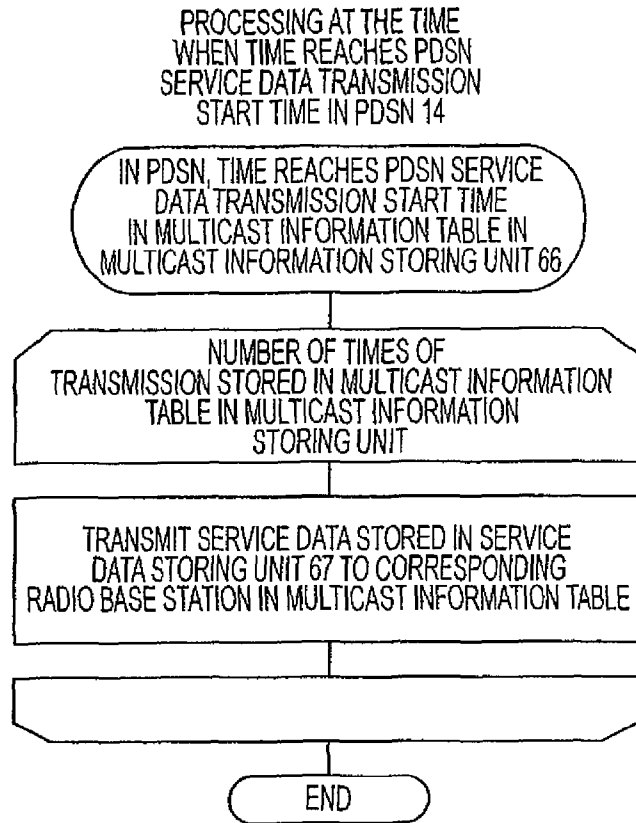 PROCESSING AT THE TIME
WHEN TIME REACHES PDSN
SERVICE DATA TRANSMISSION
START TIME IN PDSN 14
IN PDSN, TIME REACHES PDSN SERVICE
DATA TRANSMISSION START TIME
IN MULTICAST INFORMATION TABLE IN
MULTICAST INFORMATION STORING UNIT 66
NUMBER OF TIMES OF
TRANSMISSION STORED IN MULTICAST INFORMATION
TABLE IN MULTICAST INFORMATION
STORING UNIT
TRANSMIT SERVICE DATA STORED IN SERVICE
DATA STORING UNIT 67 TO CORRESPONDING
RADIO BASE STATION IN MULTICAST INFORMATION TABLE
END